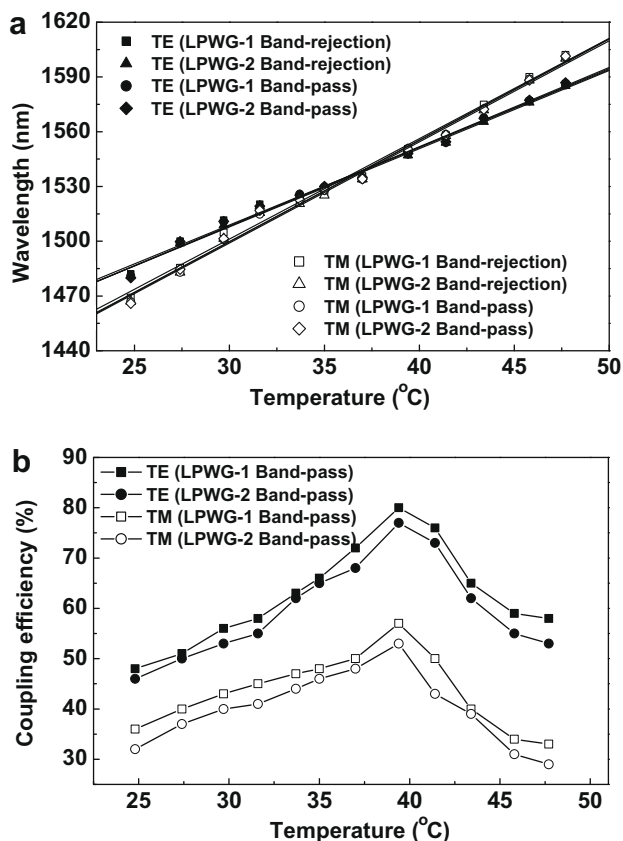 a
1620
1590
1560
1530
1500
1470
1440
Wavelength (nm)
TE (LPWG-1 Band-rejection)
TE (LPWG-2 Band-rejection)
TE (LPWG-1 Band-pass)
TE (LPWG-2 Band-pass)
TM (LPWG-1 Band-rejection)
TM (LPWG-2 Band-rejection)
TM (LPWG-1 Band-pass)
TM (LPWG-2 Band-pass)
25 30 35 40 45 50
Temperature (°C)
b
90
80
70
60
50
40
30
Coupling efficiency (%)
TE (LPWG-1 Band-pass)
TE (LPWG-2 Band-pass)
TM (LPWG-1 Band-pass)
TM (LPWG-2 Band-pass)
25 30 35 40 45 50
Temperature (°C)